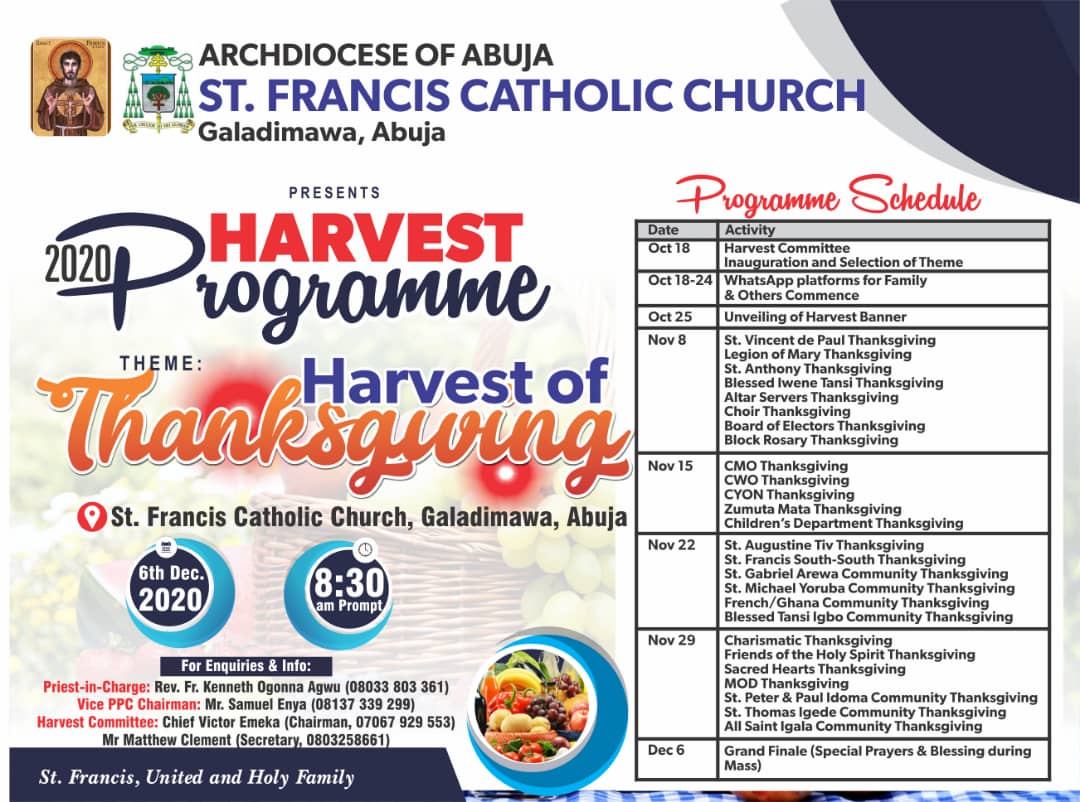 ARCHDIOCESE OF ABUJA
ST. FRANCIS CATHOLIC CHURCH
Galadimawa, Abuja
PRESENTS
2020 HARVEST
Programme
THEME:
Harvest of
Thanksgiving
St. Francis Catholic Church, Galadimawa, Abuja
6th Dec.
2020
8:30
am Prompt
For Enquiries & Info:
Priest-in-Charge: Rev. Fr. Kenneth Ogonna Agwu (08033 803 361)
Vice PPC Chairman: Mr. Samuel Enya (08137 339 299)
Harvest Committee: Chief Victor Emeka (Chairman, 07067 929 553)
Mr Matthew Clement (Secretary, 0803258661)
St. Francis, United and Holy Family
Programme Schedule
Date Activity
Oct 18 Harvest Committee
Inauguration and Selection of Theme
Oct 18-24 WhatsApp platforms for Family
& Others Commence
Oct 25 Unveiling of Harvest Banner
Nov 8 St. Vincent de Paul Thanksgiving
Legion of Mary Thanksgiving
St. Anthony Thanksgiving
Blessed Iwene Tansi Thanksgiving
Altar Servers Thanksgiving
Choir Thanksgiving
Board of Electors Thanksgiving
Block Rosary Thanksgiving
Nov 15 CMO Thanksgiving
CWO Thanksgiving
CYON Thanksgiving
Zumuta Mata Thanksgiving
Children's Department Thanksgiving
Nov 22 St. Augustine Tiv Thanksgiving
St. Francis South-South Thanksgiving
St. Gabriel Arewa Community Thanksgiving
St. Michael Yoruba Community Thanksgiving
French/Ghana Community Thanksgiving
Blessed Tansi Igbo Community Thanksgiving
Nov 29 Charismatic Thanksgiving
Friends of the Holy Spirit Thanksgiving
Sacred Hearts Thanksgiving
MOD Thanksgiving
St. Peter & Paul Idoma Community Thanksgiving
St. Thomas Igede Community Thanksgiving
All Saint Igala Community Thanksgiving
Dec 6 Grand Finale (Special Prayers & Blessing during
Mass)